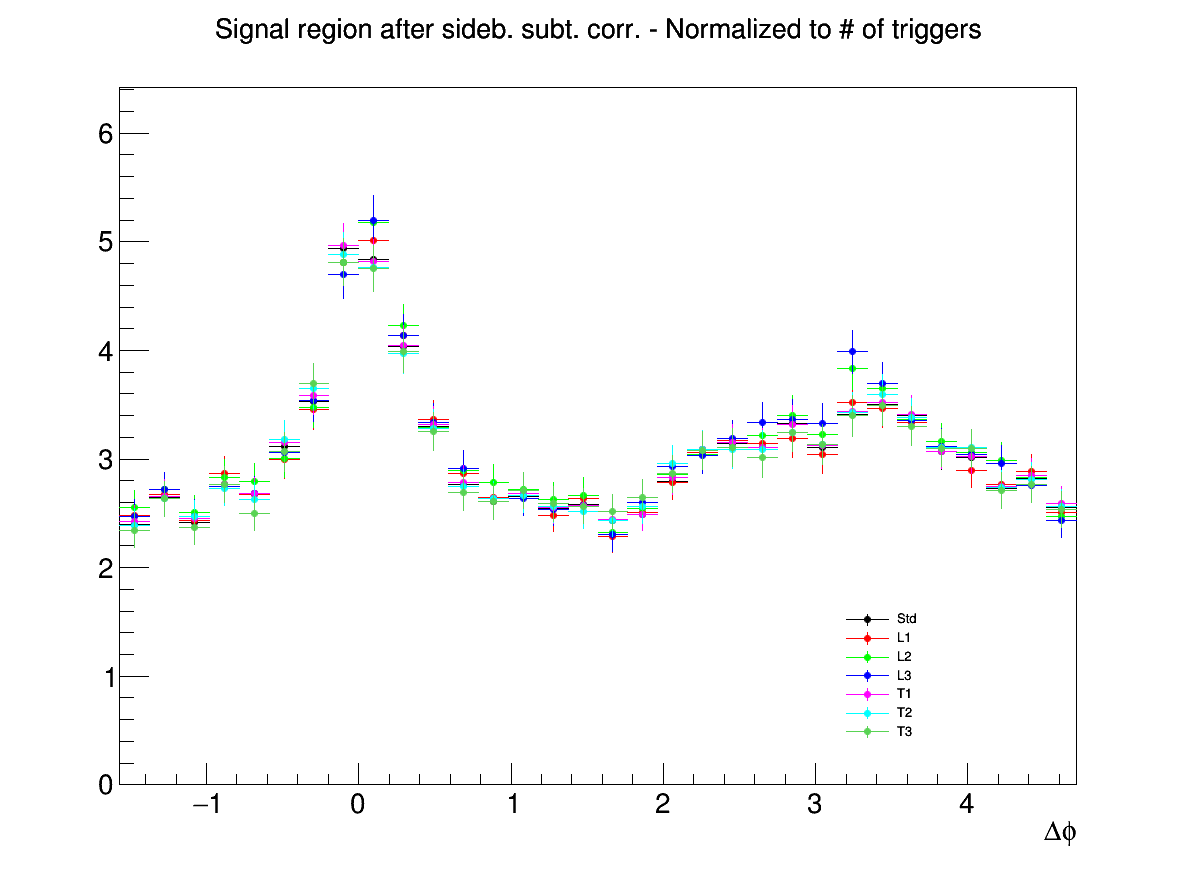 Signal region after sideb. subt. corr. - Normalized to # of triggers
6
5
4
3
2
1
0
Std
L1
L2
L3
T1
T2
T3
−1 0 1 2 3 4
Δϕ